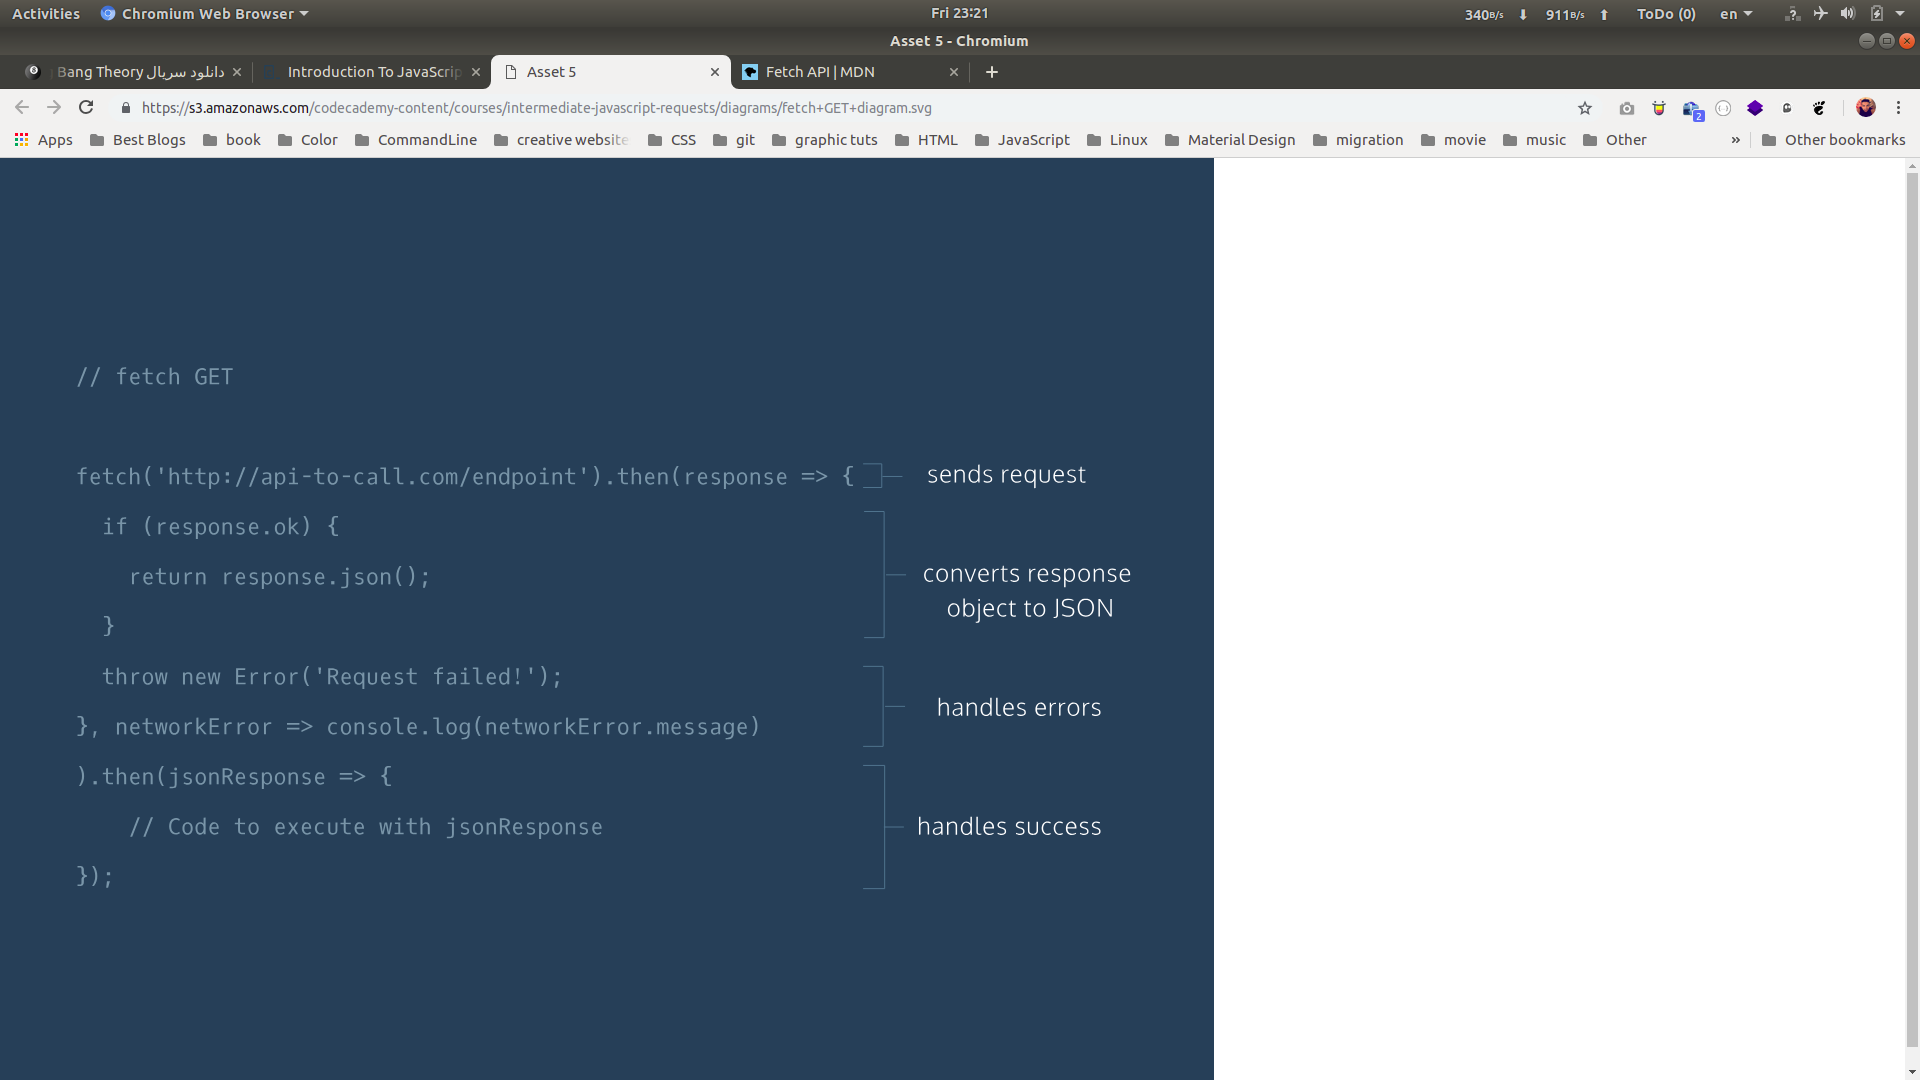 Activities Chromium Web Browser Fri 23:21 340B/s 911B/s ToDo (0) en
Asset 5 - Chromium
دانلود سریال Bang Theory Introduction To JavaScrip Asset 5 Fetch API | MDN
https://s3.amazonaws.com/codecademy-content/courses/intermediate-javascript-requests/diagrams/fetch+GET+diagram.svg 2
Apps Best Blogs book Color CommandLine creative website CSS git graphic tuts HTML JavaScript Linux Material Design migration movie music Other » Other bookmarks
// fetch GET
fetch('http://api-to-call.com/endpoint').then(response => { sends request
if (response.ok) {
return response.json(); converts response
object to JSON
}
throw new Error('Request failed!');
handles errors
}, networkError => console.log(networkError.message)
).then(jsonResponse => {
// Code to execute with jsonResponse handles success
});